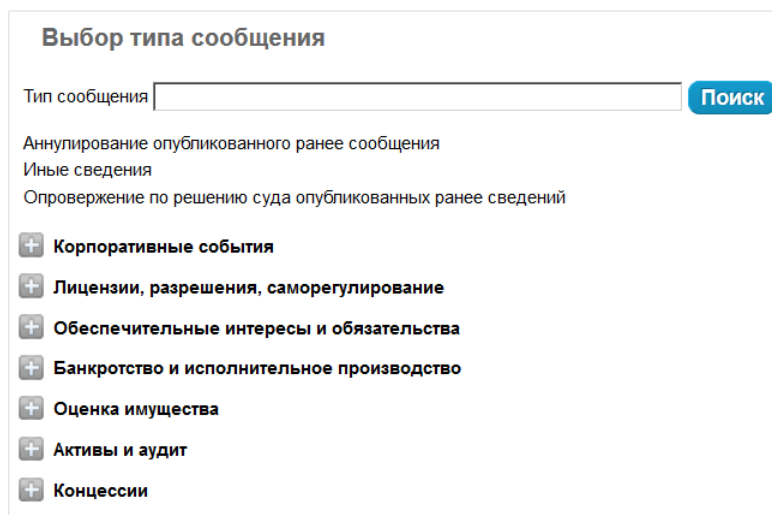 Выбор типа сообщения
Тип сообщения Поиск
Аннулирование опубликованного ранее сообщения
Иные сведения
Опровержение по решению суда опубликованных ранее сведений
Корпоративные события
Лицензии, разрешения, саморегулирование
Обеспечительные интересы и обязательства
Банкротство и исполнительное производство
Оценка имущества
Активы и аудит
Концессии